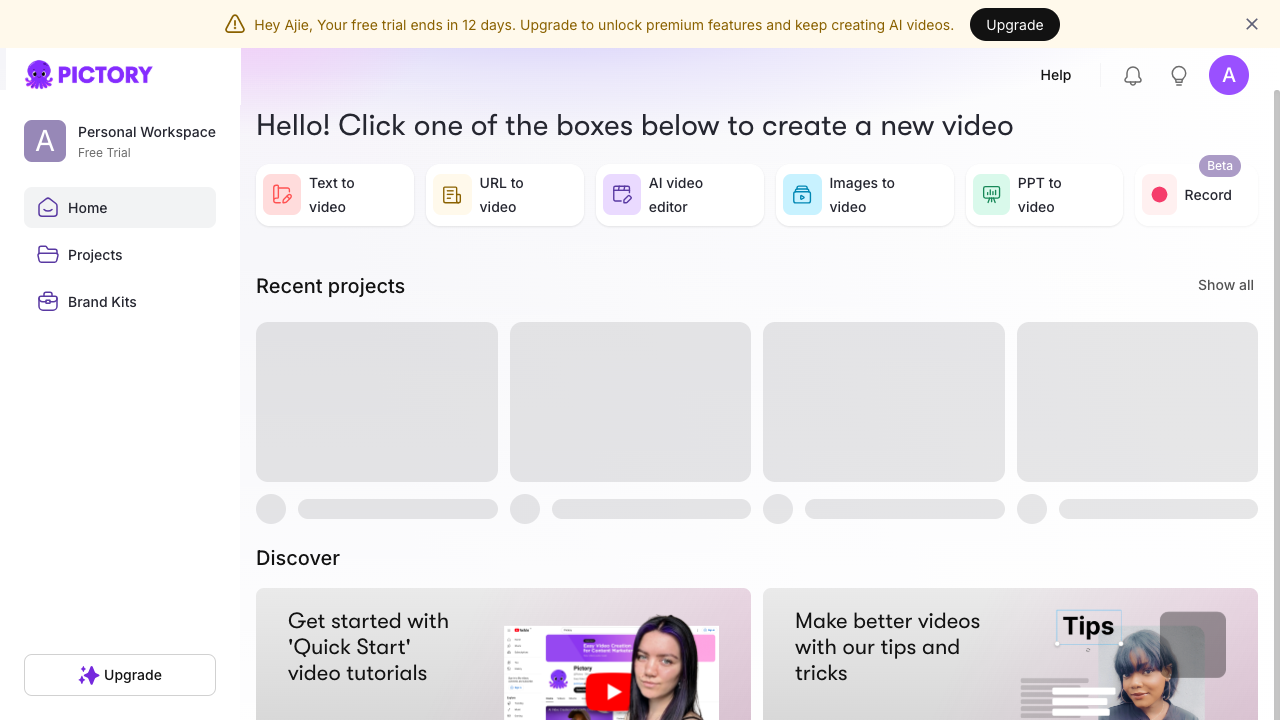 Hey Ajie, Your free trial ends in 12 days. Upgrade to unlock premium features and keep creating AI videos.
Upgrade
PICTORY
Help
A
A
Personal Workspace
Free Trial
Home
Projects
Brand Kits
Upgrade
Hello! Click one of the boxes below to create a new video
Text to
video
URL to
video
AI video
editor
Images to
video
PPT to
video
Beta
Record
Recent projects
Show all
Discover
Get started with
'Quick Start'
video tutorials
Pictory
Make better videos
with our tips and
tricks
Tips